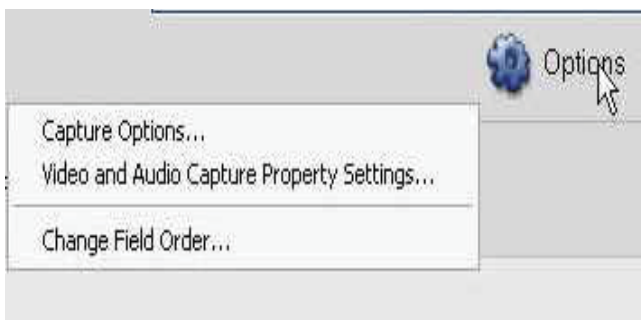 Options
Capture Options...
Video and Audio Capture Property Settings...
Change Field Order...